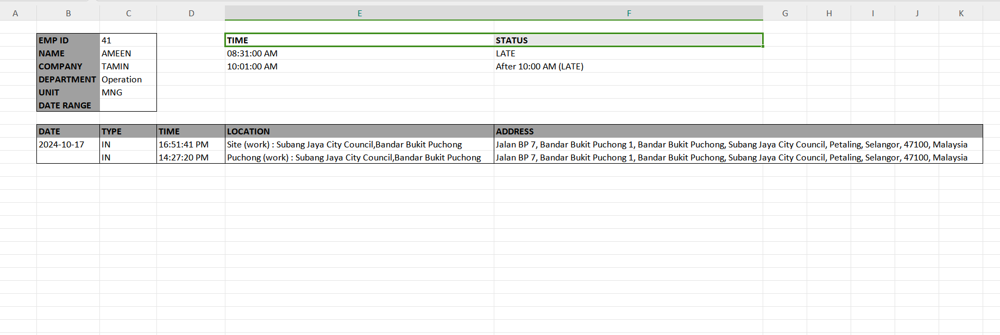 A B C D E F G H I J K
EMP ID 41 TIME STATUS
NAME AMEEN 08:31:00 AM LATE
COMPANY TAMIN 10:01:00 AM After 10:00 AM (LATE)
DEPARTMENT Operation
UNIT MNG
DATE RANGE
DATE TYPE TIME LOCATION ADDRESS
2024-10-17 IN 16:51:41 PM Site (work) : Subang Jaya City Council,Bandar Bukit Puchong Jalan BP 7, Bandar Bukit Puchong 1, Bandar Bukit Puchong, Subang Jaya City Council, Petaling, Selangor, 47100, Malaysia
IN 14:27:20 PM Puchong (work) : Subang Jaya City Council,Bandar Bukit Puchong Jalan BP 7, Bandar Bukit Puchong 1, Bandar Bukit Puchong, Subang Jaya City Council, Petaling, Selangor, 47100, Malaysia